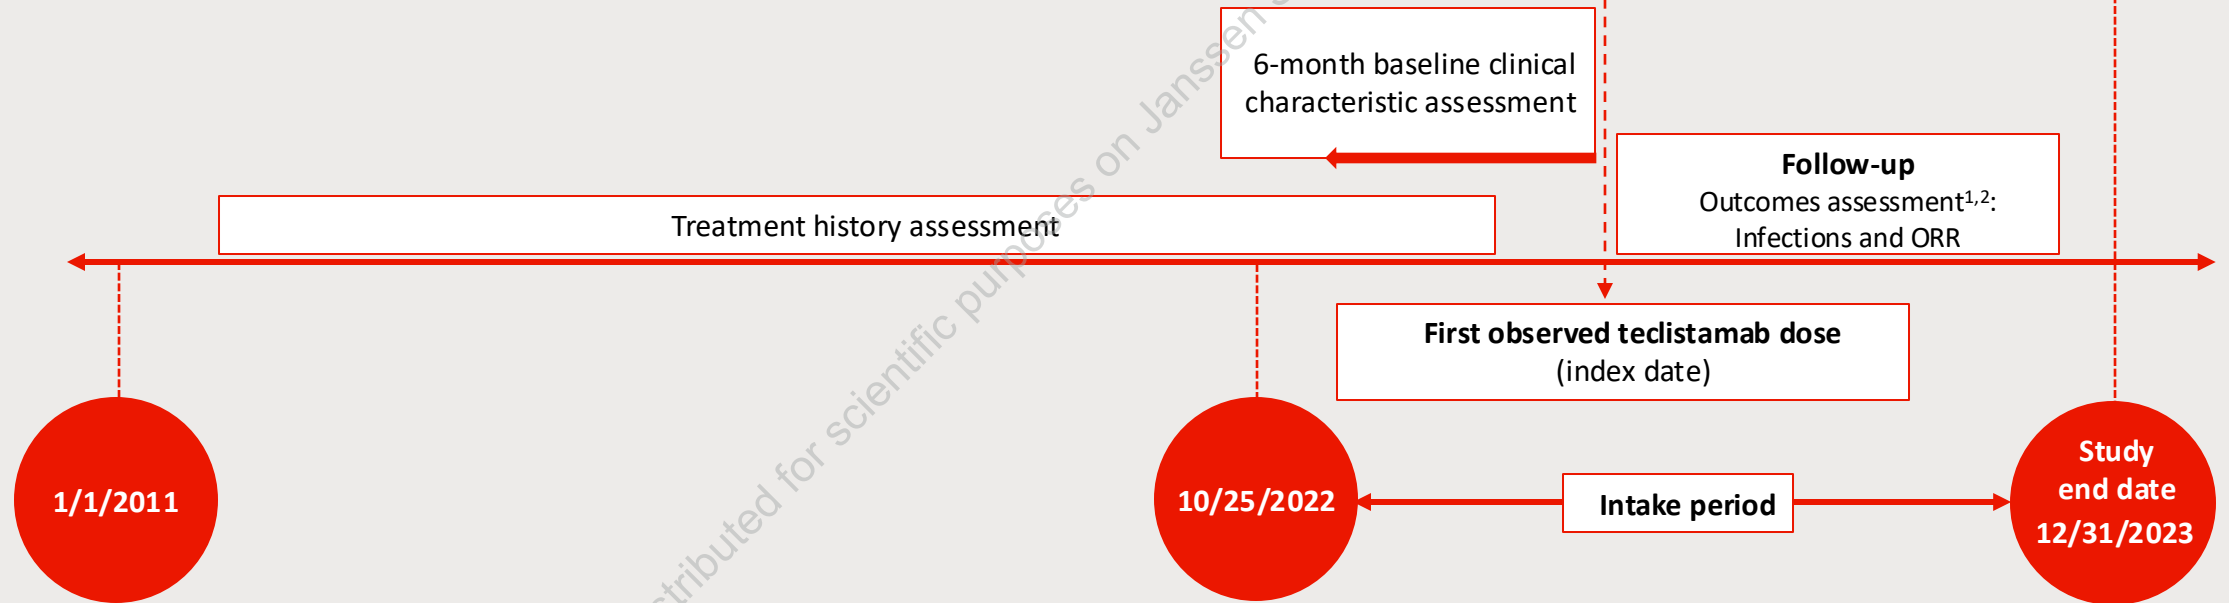 6-month baseline clinical
characteristic assessment
Follow-up
Outcomes assessment1,2:
Infections and ORR
Treatment history assessment
First observed teclistamab dose
(index date)
1/1/2011
10/25/2022
Intake period
Study
end date
12/31/2023
for scientific purposes on Janssen